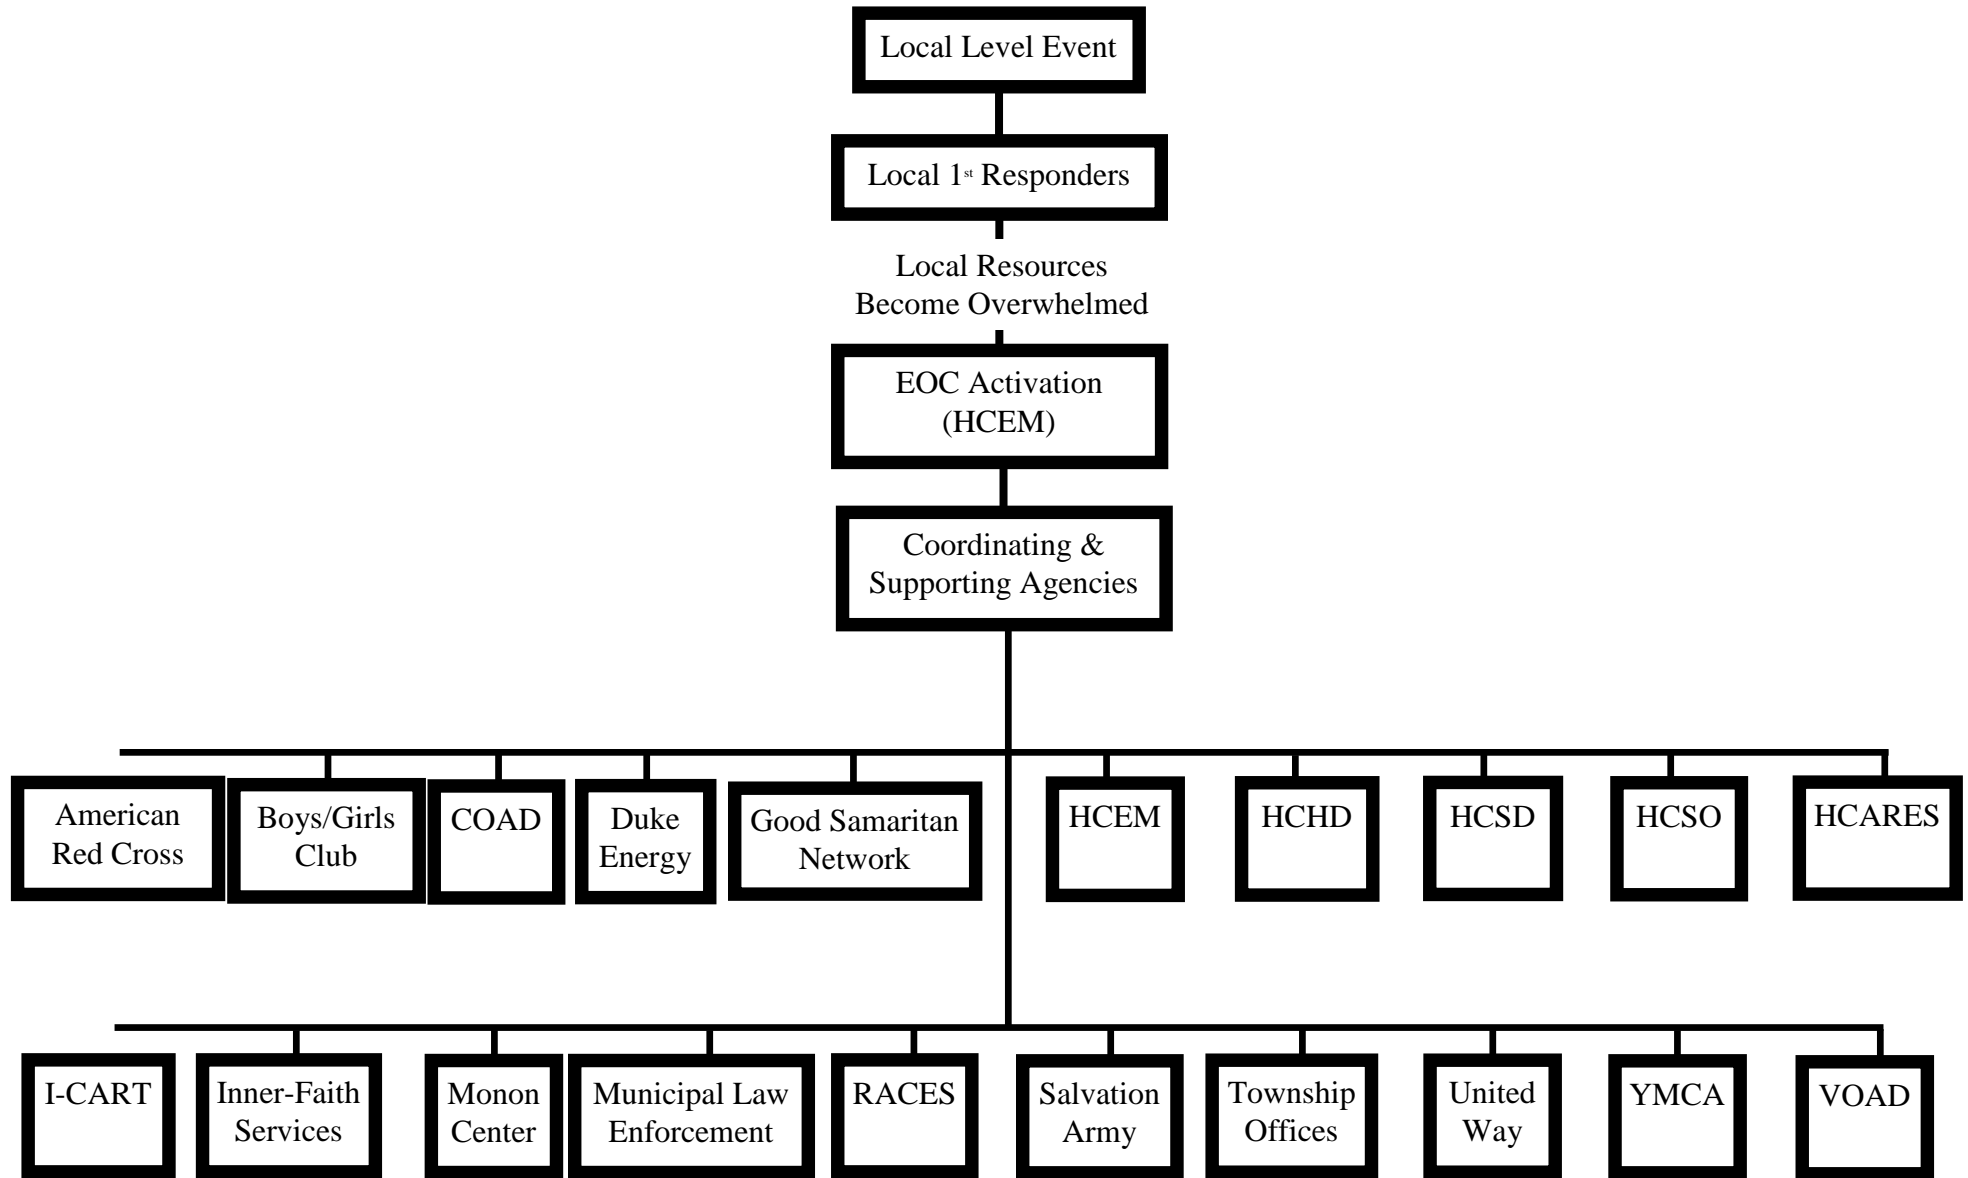 Local Level Event
Local 1st Responders
Local Resources
Become Overwhelmed
EOC Activation
(HCEM)
Coordinating &
Supporting Agencies
American
Red Cross
Boys/Girls
Club
COAD
Duke
Energy
Good Samaritan
Network
HCEM
HCHD
HCSD
HCSO
HCARES
I-CART
Inner-Faith
Services
Monon
Center
Municipal Law
Enforcement
RACES
Salvation
Army
Township
Offices
United
Way
YMCA
VOAD